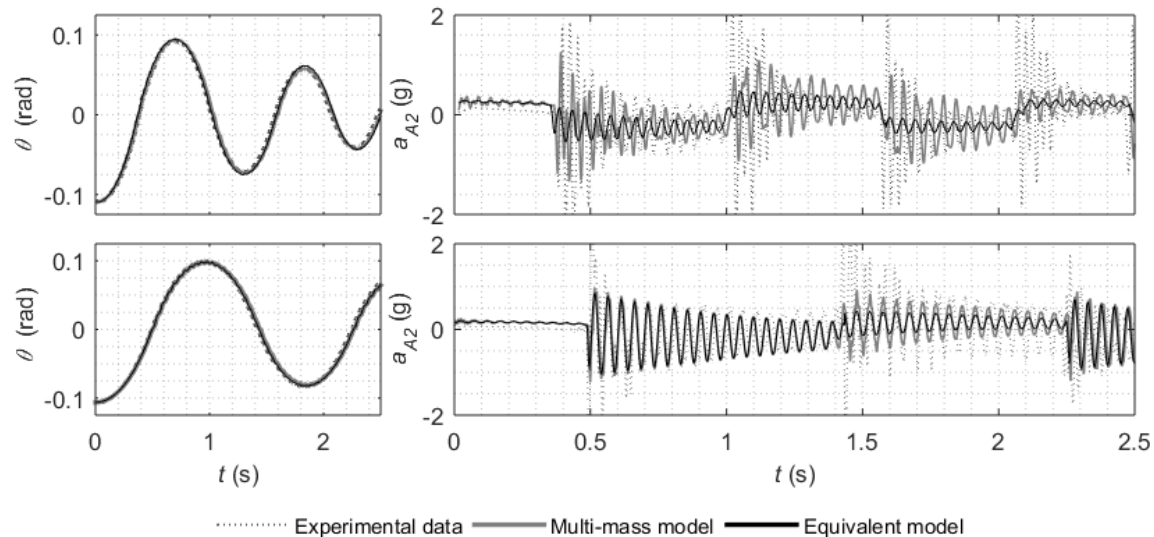 0.1
0
-0.1
θ (rad)
2
0
-2
a_A2 (g)
0.1
0
-0.1
θ (rad)
0 1 2
t (s)
2
0
-2
a_A2 (g)
0 0.5 1 1.5 2 2.5
t (s)
Experimental data Multi-mass model Equivalent model